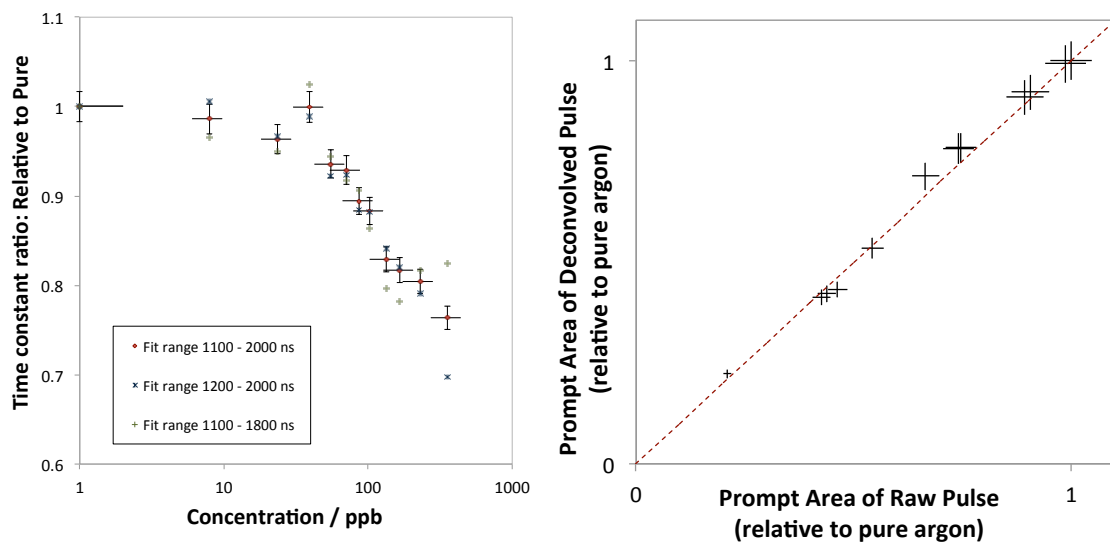 Time constant ratio: Relative to Pure
1.1
1
0.9
0.8
0.7
0.6
Fit range 1100 - 2000 ns
Fit range 1200 - 2000 ns
Fit range 1100 - 1800 ns
1
10
100
1000
Concentration / ppb
Prompt Area of Deconvolved Pulse
(relative to pure argon)
1
0
0
1
Prompt Area of Raw Pulse
(relative to pure argon)